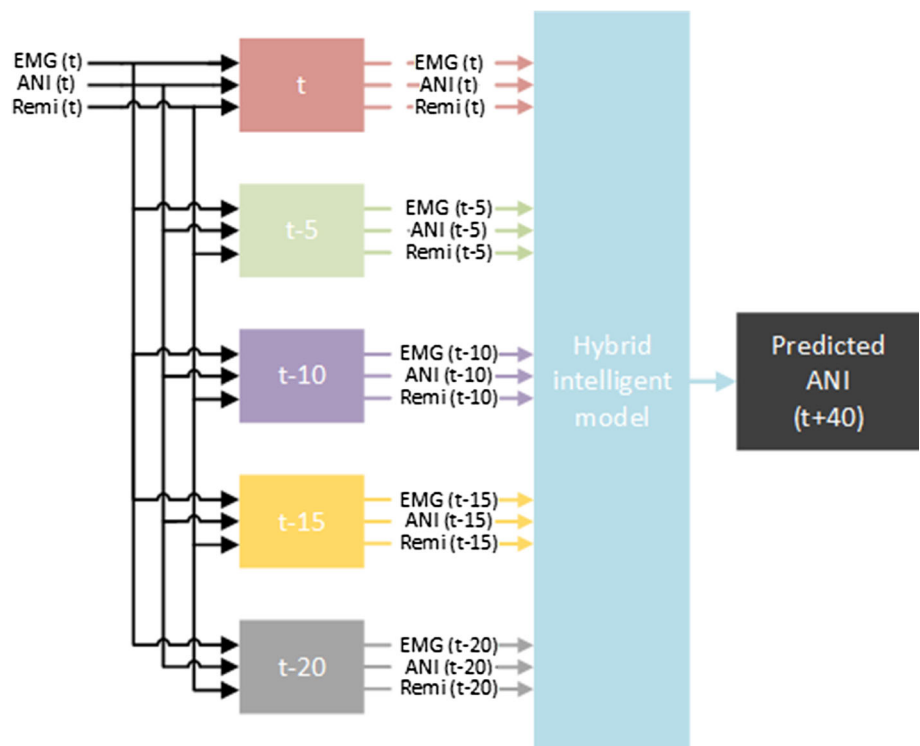 EMG (t)
ANI (t)
Remi (t)
t
EMG (t)
ANI (t)
Remi (t)
t-5
EMG (t-5)
ANI (t-5)
Remi (t-5)
t-10
EMG (t-10)
ANI (t-10)
Remi (t-10)
t-15
EMG (t-15)
ANI (t-15)
Remi (t-15)
t-20
EMG (t-20)
ANI (t-20)
Remi (t-20)
Hybrid
intelligent
model
Predicted
ANI
(t+40)